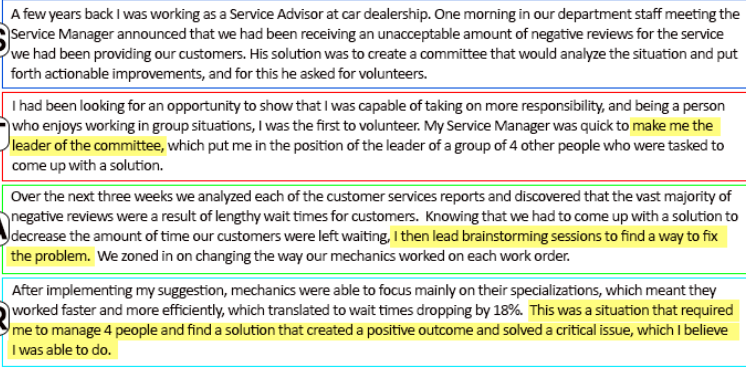 A few years back I was working as a Service Advisor at car dealership. One morning in our department staff meeting the
S Service Manager announced that we had been receiving an unacceptable amount of negative reviews for the service
we had been providing our customers. His solution was to create a committee that would analyze the situation and put
forth actionable improvements, and for this he asked for volunteers.
I had been looking for an opportunity to show that I was capable of taking on more responsibility, and being a person
T who enjoys working in group situations, I was the first to volunteer. My Service Manager was quick to make me the
leader of the committee, which put me in the position of the leader of a group of 4 other people who were tasked to
come up with a solution.
Over the next three weeks we analyzed each of the customer services reports and discovered that the vast majority of
negative reviews were a result of lengthy wait times for customers. Knowing that we had to come up with a solution to
A decrease the amount of time our customers were left waiting, I then lead brainstorming sessions to find a way to fix
the problem. We zoned in on changing the way our mechanics worked on each work order.
After implementing my suggestion, mechanics were able to focus mainly on their specializations, which meant they
R worked faster and more efficiently, which translated to wait times dropping by 18%. This was a situation that required
me to manage 4 people and find a solution that created a positive outcome and solved a critical issue, which I believe
I was able to do.